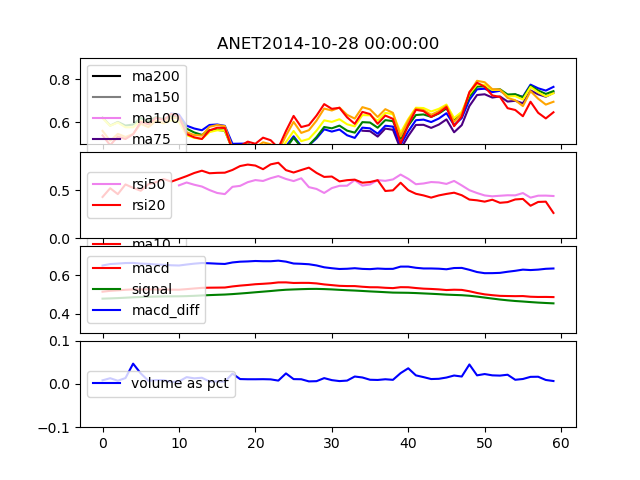 ANET2014-10-28 00:00:00
0.8
0.6
ma200
ma150
ma100
ma75
0.5
0.0
rsi50
rsi20
ma10
0.6
0.4
macd
signal
macd_diff
0.1
0.0
−0.1
volume as pct
0 10 20 30 40 50 60